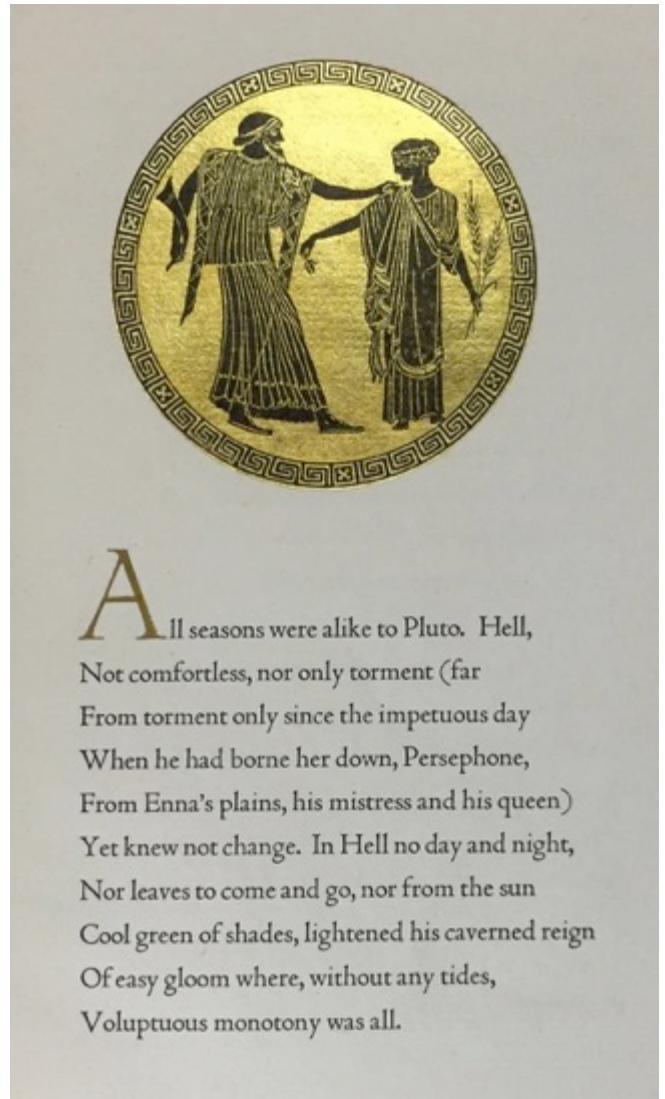 All seasons were alike to Pluto. Hell,
Not comfortless, nor only torment (far
From torment only since the impetuous day
When he had borne her down, Persephone,
From Enna's plains, his mistress and his queen)
Yet knew not change. In Hell no day and night,
Nor leaves to come and go, nor from the sun
Cool green of shades, lightened his caverned reign
Of easy gloom where, without any tides,
Voluptuous monotony was all.